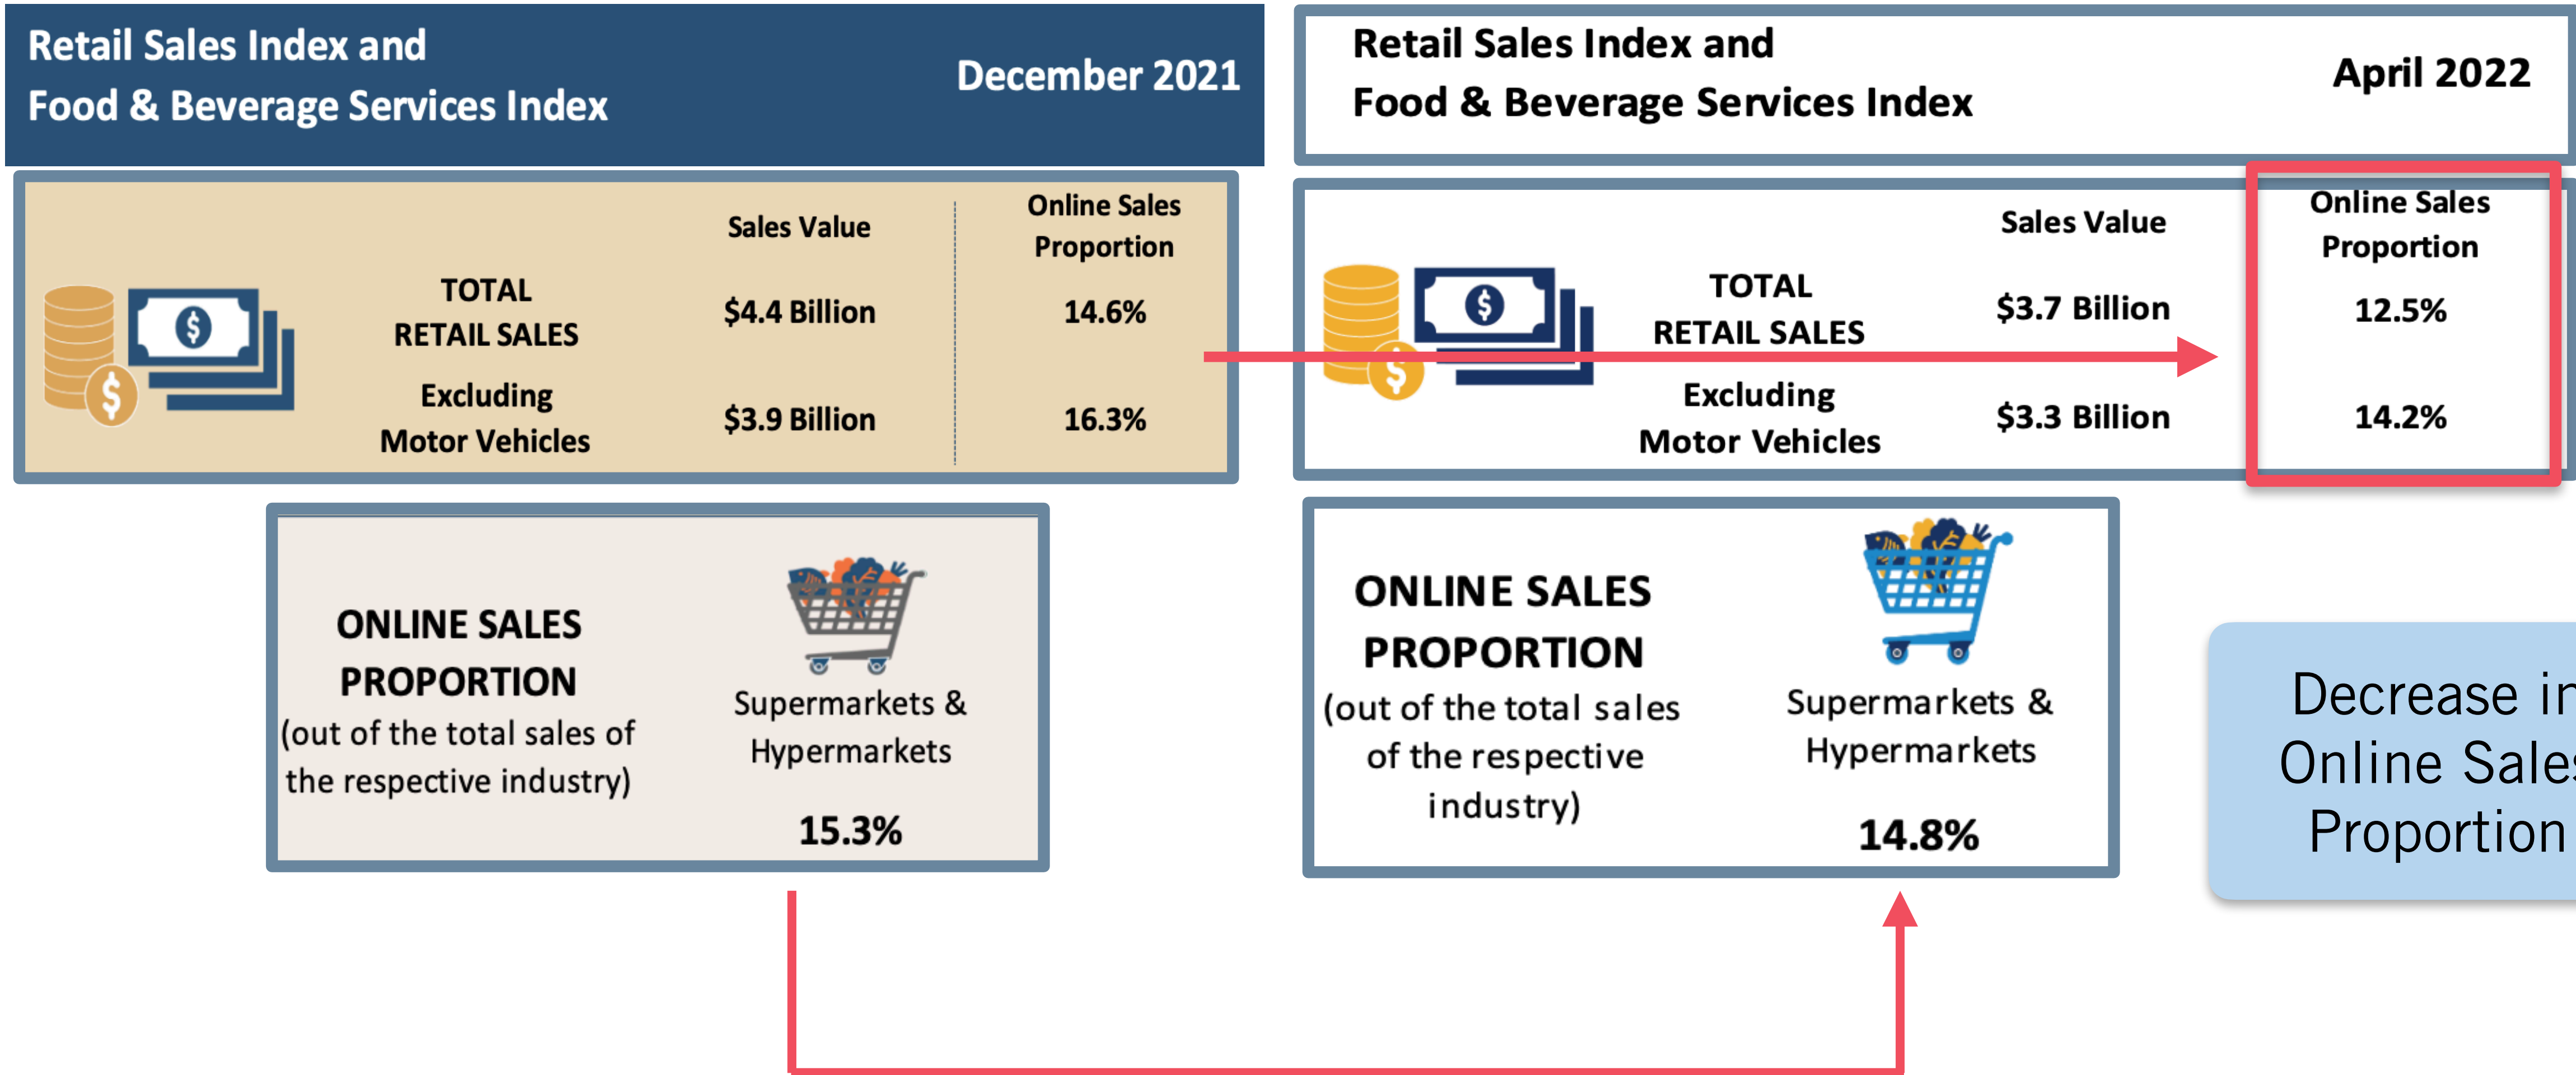 Retail Sales Index and
Food & Beverage Services Index
December 2021
Sales Value
Online Sales
Proportion
TOTAL
RETAIL SALES
$4.4 Billion
14.6%
Excluding
Motor Vehicles
$3.9 Billion
16.3%
$
$
ONLINE SALES
PROPORTION
(out of the total sales of
the respective industry)
Supermarkets &
Hypermarkets
15.3%
Retail Sales Index and
Food & Beverage Services Index
April 2022
Sales Value
Online Sales
Proportion
TOTAL
RETAIL SALES
$3.7 Billion
12.5%
Excluding
Motor Vehicles
$3.3 Billion
14.2%
$
$
ONLINE SALES
PROPORTION
(out of the total sales
of the respective
industry)
Supermarkets &
Hypermarkets
14.8%
Decrease in
Online Sales
Proportion